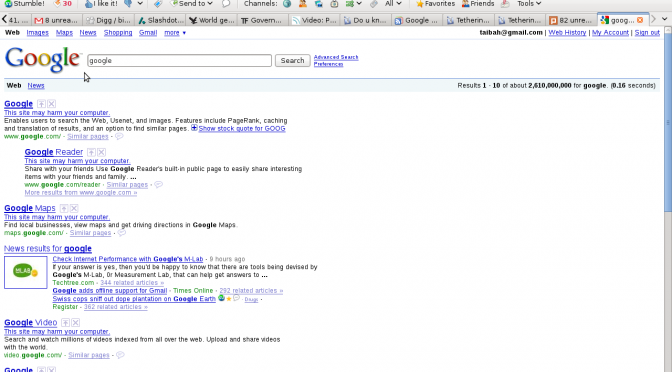 Stumble! I like it! Send to Channels: All Favorites Friends Tools
41, ... 8 unrea... Digg / bi... Slashdot... World ge... Govern... Video: P... Do u kn... Google ... Tetherin... Tetherin... 82 unre... goog...
Web Images Maps News Shopping Gmail more ▼ taibah@gmail.com | Web History | My Account | Sign out
Google google Search Advanced Search
Preferences
Web News Results 1 - 10 of about 2,610,000,000 for google. (0.16 seconds)
Google
This site may harm your computer.
Enables users to search the Web, Usenet, and images. Features include PageRank, caching
and translation of results, and an option to find similar pages. Show stock quote for GOOG
www.google.com/ - Similar pages -
Google Reader
This site may harm your computer.
Share with your friends Use Google Reader's built-in public page to easily share interesting
items with your friends and family. ...
www.google.com/reader - Similar pages -
More results from www.google.com »
Google Maps
This site may harm your computer.
Find local businesses, view maps and get driving directions in Google Maps.
maps.google.com/ - Similar pages -
News results for google
Check Internet Performance with Google's M-Lab - 9 hours ago
If your answer is yes, then you'd be happy to know that there are tools being devised by
Google's M-Lab, 0r Measurement Lab, that can help get answers to ...
Techtree.com - 344 related articles »
Google adds offline support for Gmail - Times Online - 292 related articles »
Swiss cops sniff out dope plantation on Google Earth - Drugs -
Register - 362 related articles »
Google Video
This site may harm your computer.
Search and watch millions of videos indexed from all over the web. Upload and share videos
with the world.
video.google.com/ - Similar pages -
Google